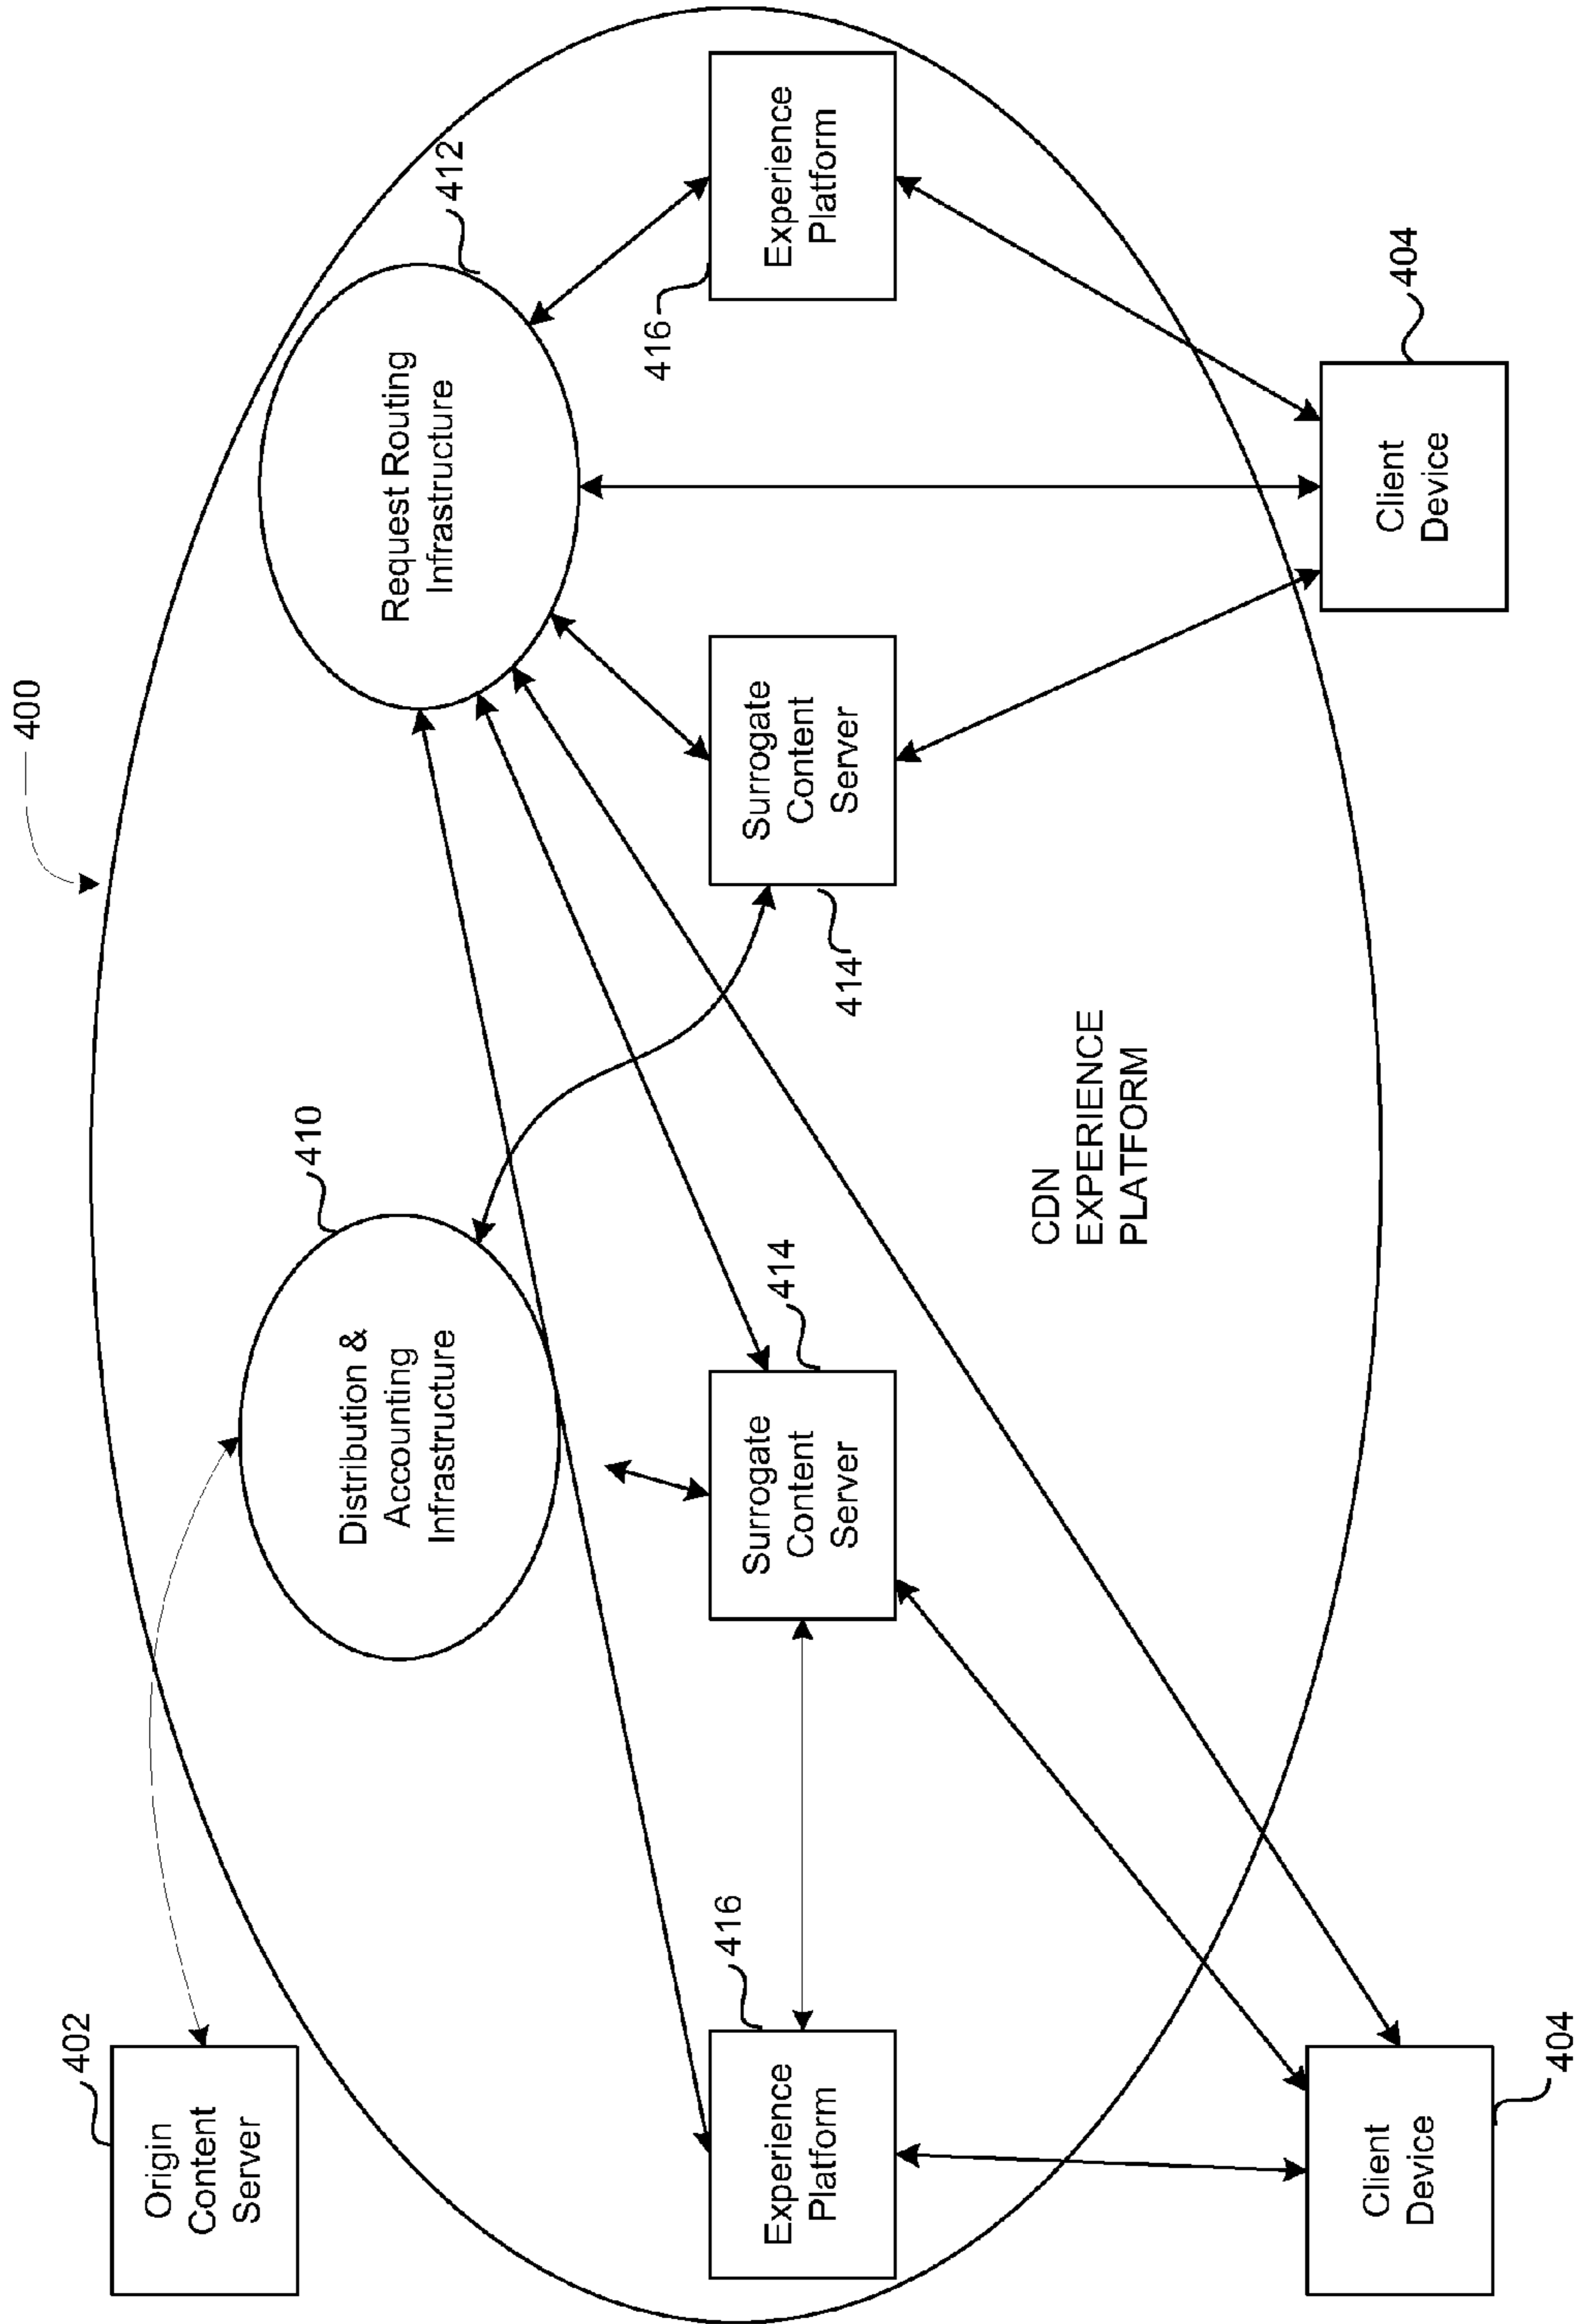 400
402
Origin
Content
Server
410
Distribution &
Accounting
Infrastructure
412
Request Routing
Infrastructure
416
Experience
Platform
414
Surrogate
Content
Server
414
Surrogate
Content
Server
416
Experience
Platform
CDN
EXPERIENCE
PLATFORM
Client
Device
404
Client
Device
404